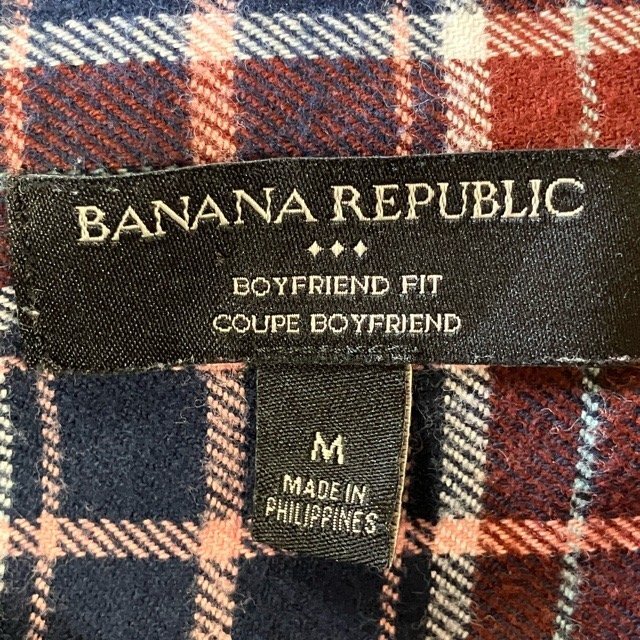 BANANA REPUBLIC
BOYFRIEND FIT
COUPE BOYFRIEND
M
MADE IN
PHILIPPINES